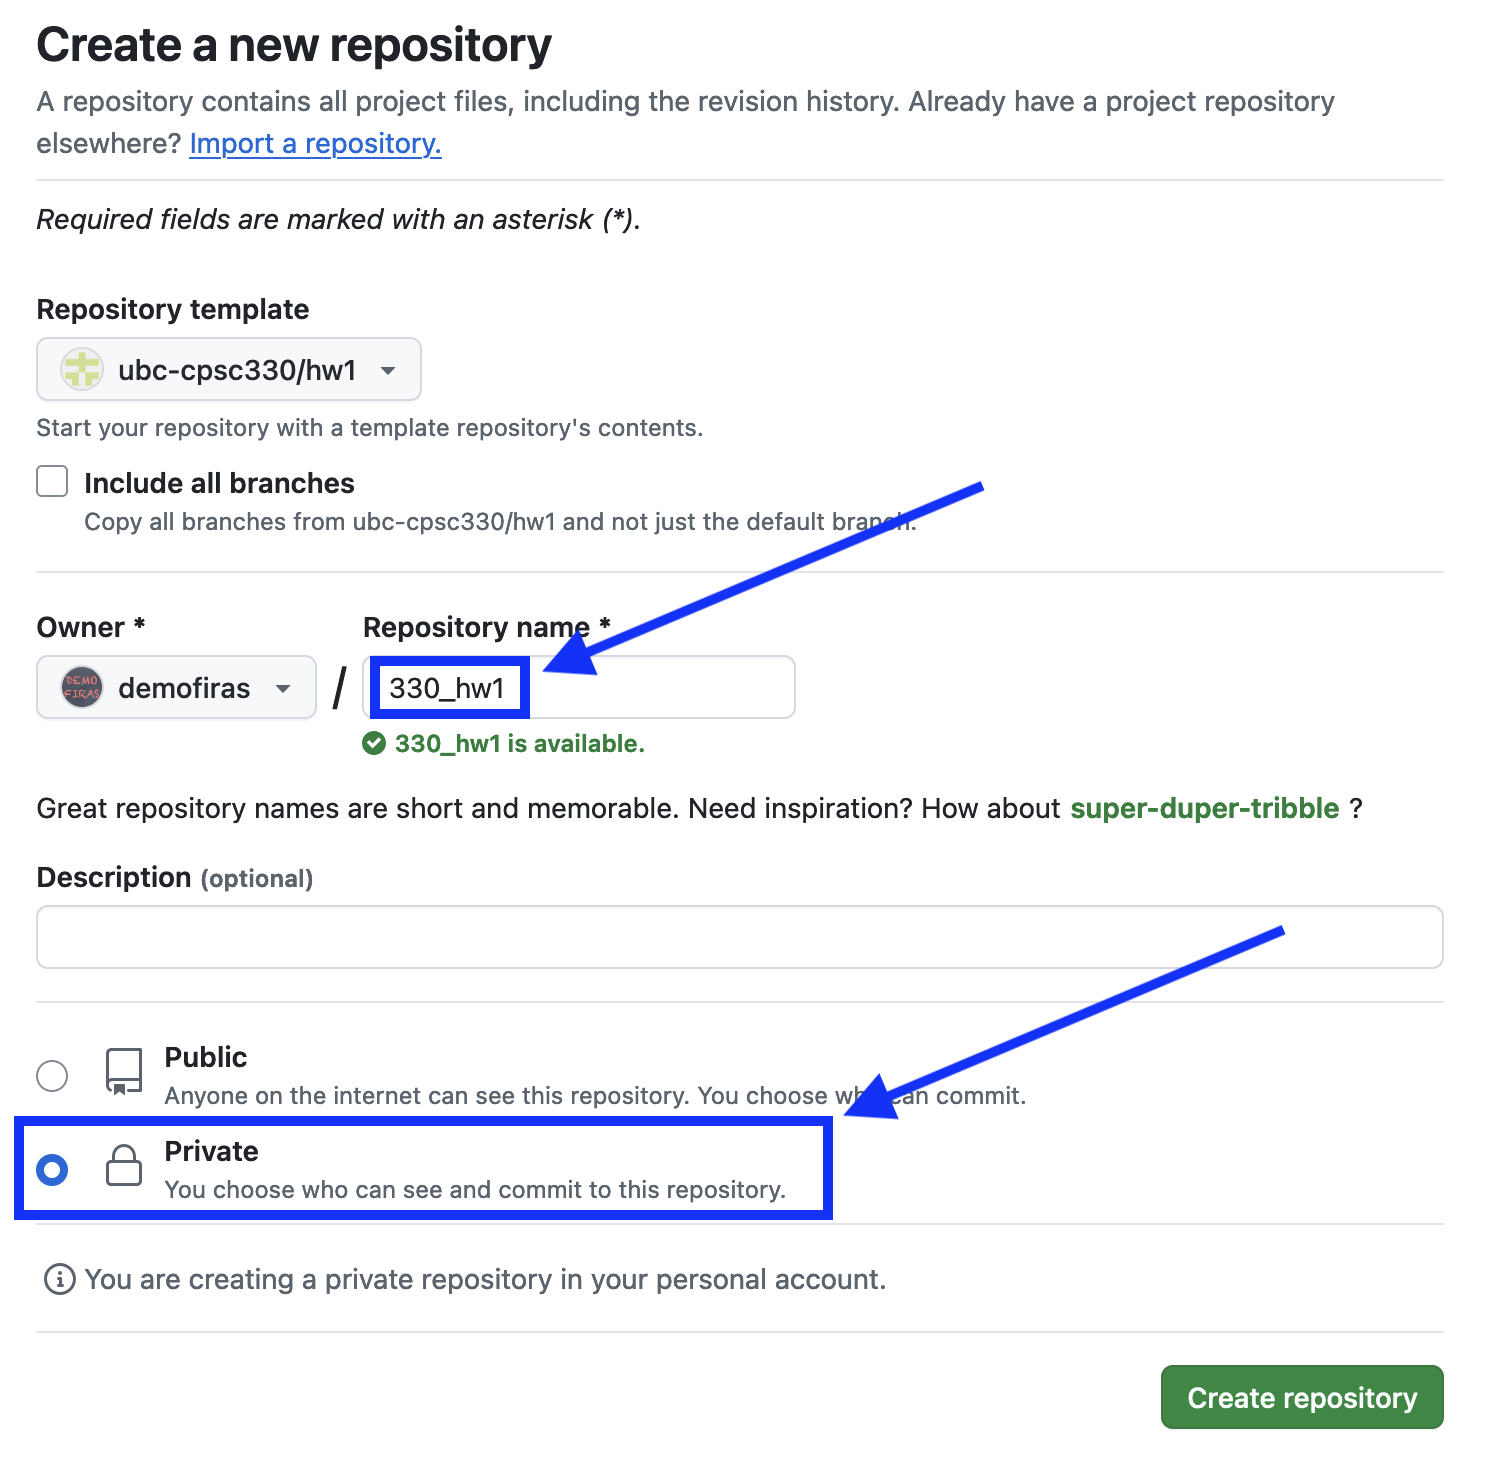 Create a new repository
A repository contains all project files, including the revision history. Already have a project repository
elsewhere? Import a repository.
Required fields are marked with an asterisk (*).
Repository template
ubc-cpsc330/hw1
Start your repository with a template repository's contents.
Include all branches
Copy all branches from ubc-cpsc330/hw1 and not just the default branch.
Owner *
Repository name *
DEMO
FIRAS
demofiras
/
330_hw1
330_hw1 is available.
Great repository names are short and memorable. Need inspiration? How about super-duper-tribble ?
Description (optional)
Public
Anyone on the internet can see this repository. You choose who can commit.
Private
You choose who can see and commit to this repository.
You are creating a private repository in your personal account.
Create repository